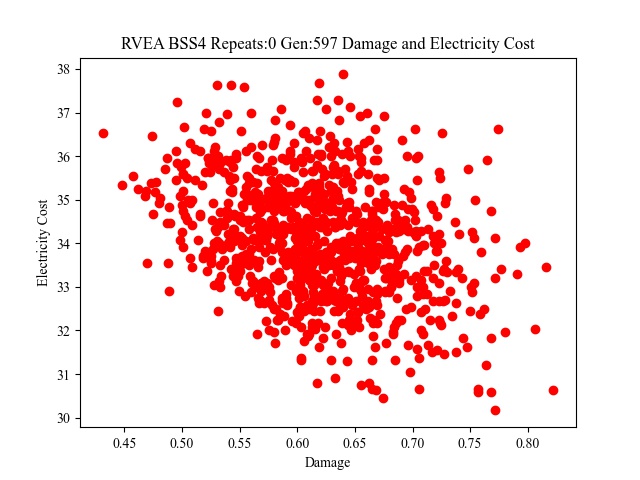 RVEA BSS4 Repeats:0 Gen:597 Damage and Electricity Cost
38
37
36
35
34
33
32
31
30
Electricity Cost
0.45 0.50 0.55 0.60 0.65 0.70 0.75 0.80
Damage